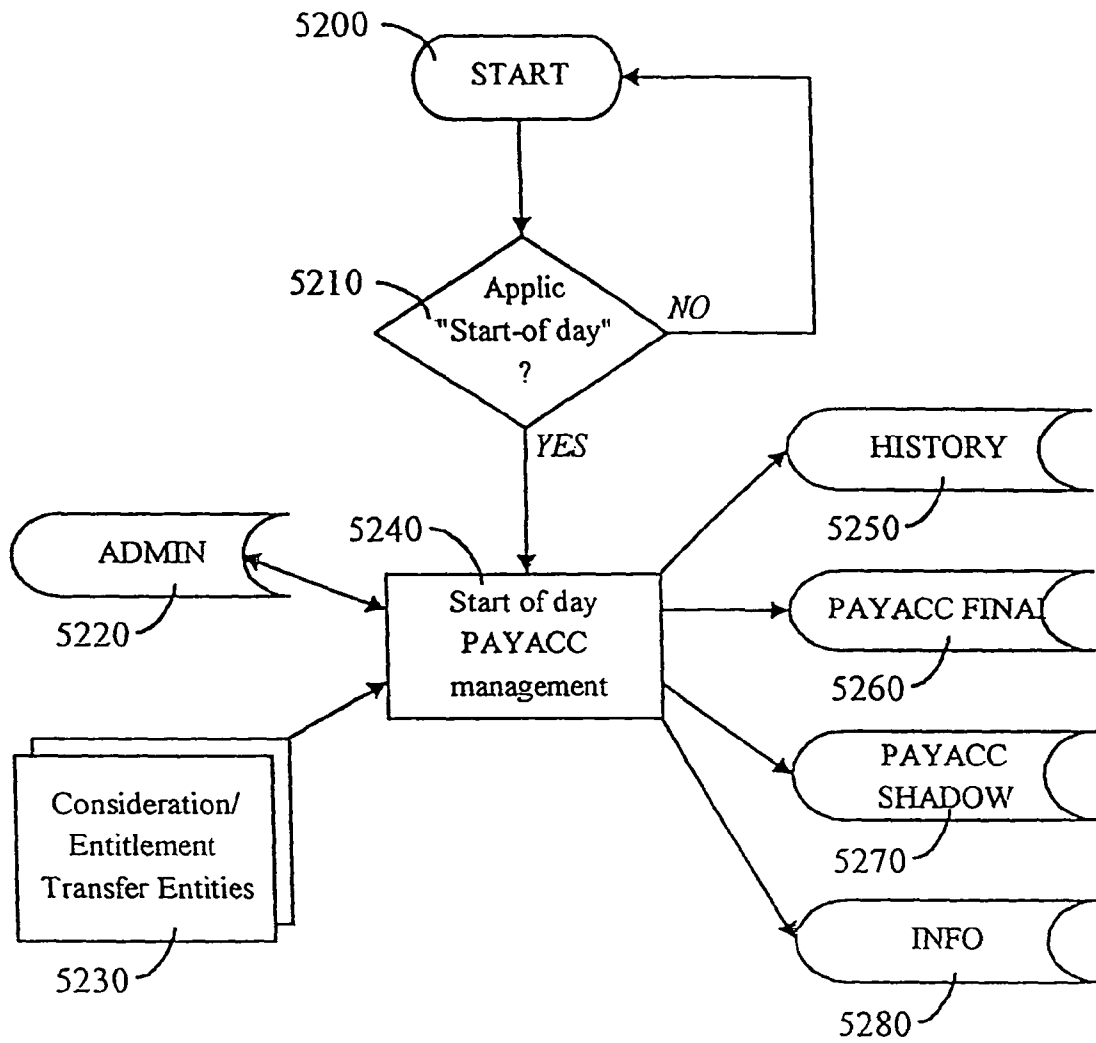 5200
START
5210
Applic
"Start-of day"
?
NO
YES
HISTORY
5250
5240
ADMIN
5220
Start of day
PAYACC
management
PAYACC FINAL
5260
PAYACC
SHADOW
5270
Consideration/
Entitlement
Transfer Entities
5230
INFO
5280